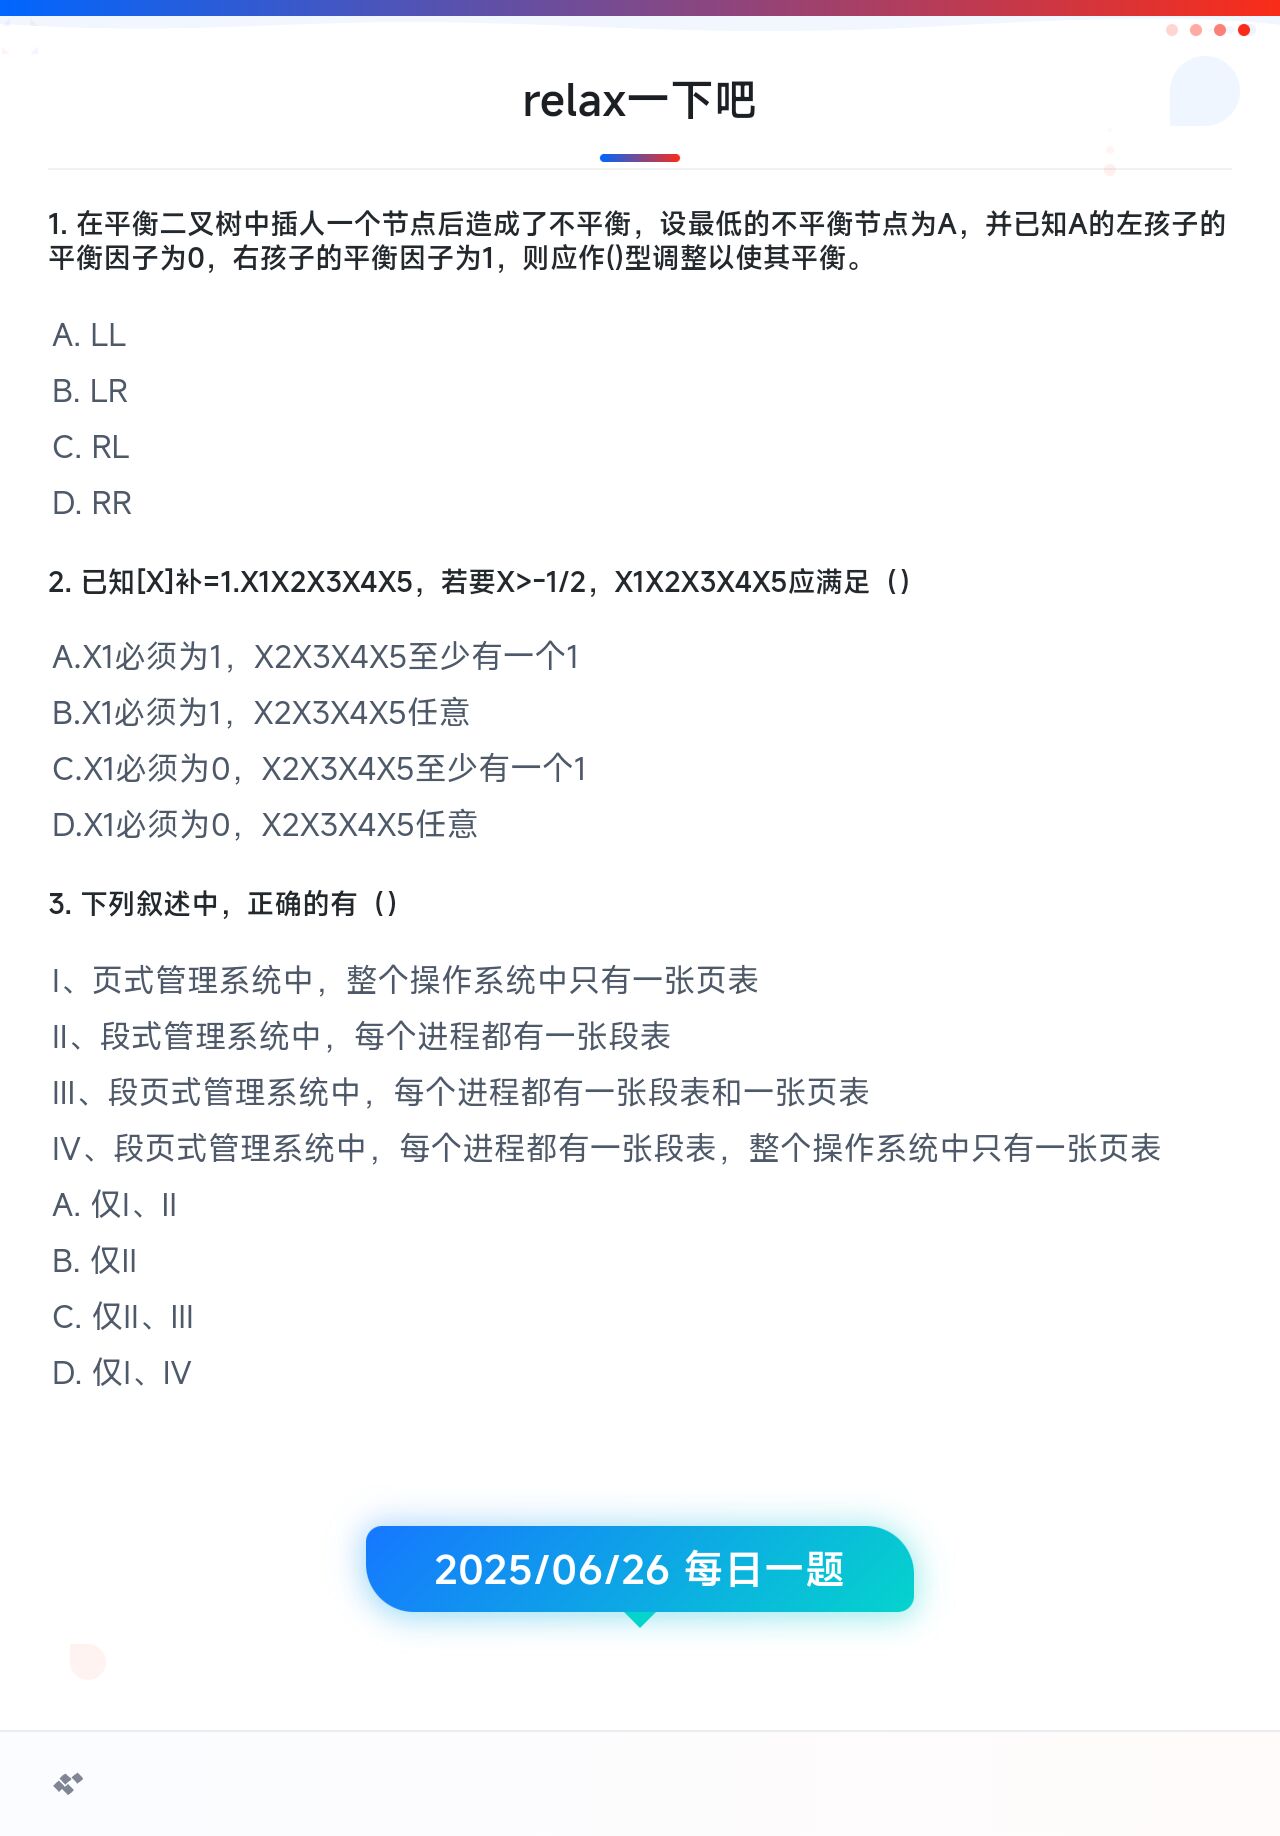 relax一下吧
1. 在平衡二叉树中插人一个节点后造成了不平衡，设最低的不平衡节点为A，并已知A的左孩子的
平衡因子为0，右孩子的平衡因子为1，则应作()型调整以使其平衡。
A. LL
B. LR
C. RL
D. RR
2. 已知[X]补=1.X1X2X3X4X5，若要X>-1/2，X1X2X3X4X5应满足（）
A.X1必须为1，X2X3X4X5至少有一个1
B.X1必须为1，X2X3X4X5任意
C.X1必须为0，X2X3X4X5至少有一个1
D.X1必须为0，X2X3X4X5任意
3. 下列叙述中，正确的有（）
I、页式管理系统中，整个操作系统中只有一张页表
II、段式管理系统中，每个进程都有一张段表
III、段页式管理系统中，每个进程都有一张段表和一张页表
IV、段页式管理系统中，每个进程都有一张段表，整个操作系统中只有一张页表
A. 仅I、II
B. 仅II
C. 仅II、III
D. 仅I、IV
2025/06/26 每日一题